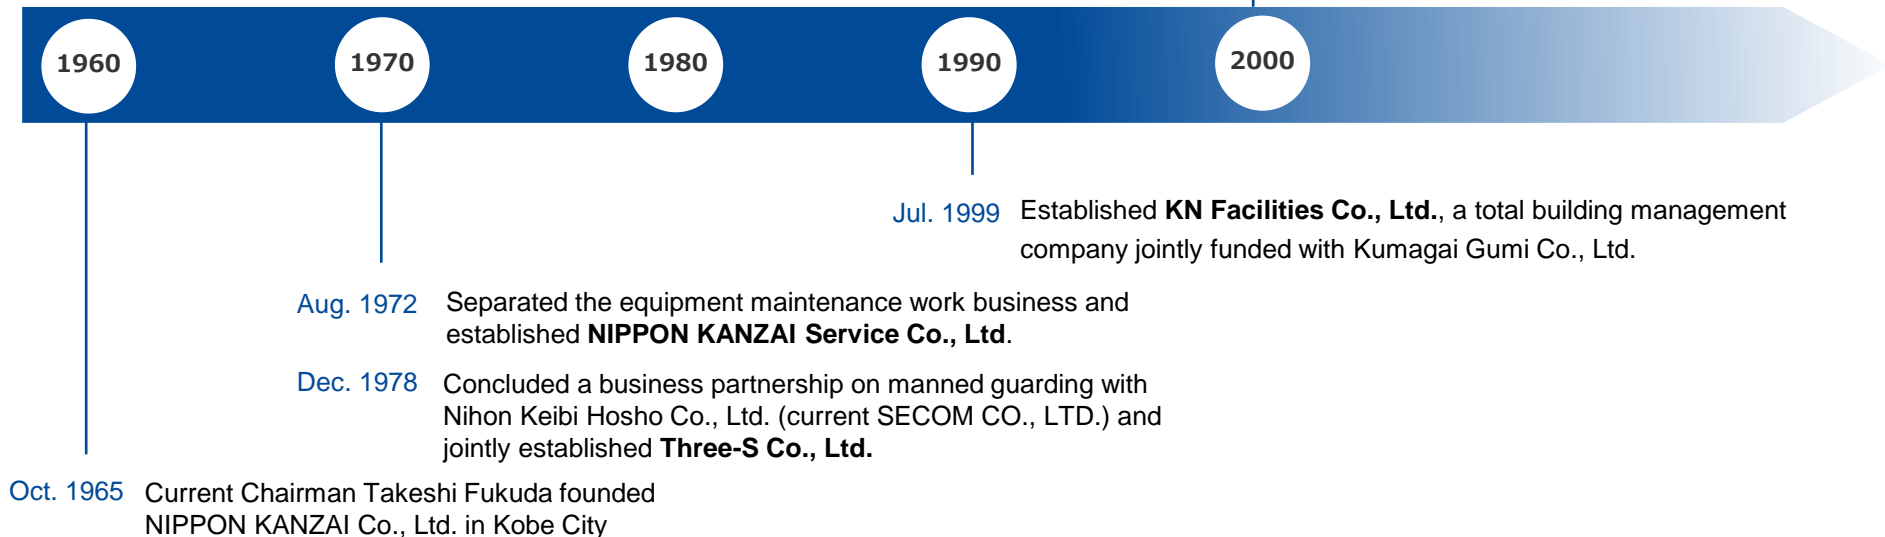 1960
1970
1980
1990
2000
Jul. 1999 Established KN Facilities Co., Ltd., a total building management
company jointly funded with Kumagai Gumi Co., Ltd.
Aug. 1972 Separated the equipment maintenance work business and
established NIPPON KANZAI Service Co., Ltd.
Dec. 1978 Concluded a business partnership on manned guarding with
Nihon Keibi Hosho Co., Ltd. (current SECOM CO., LTD.) and
jointly established Three-S Co., Ltd.
Oct. 1965 Current Chairman Takeshi Fukuda founded
NIPPON KANZAI Co., Ltd. in Kobe City